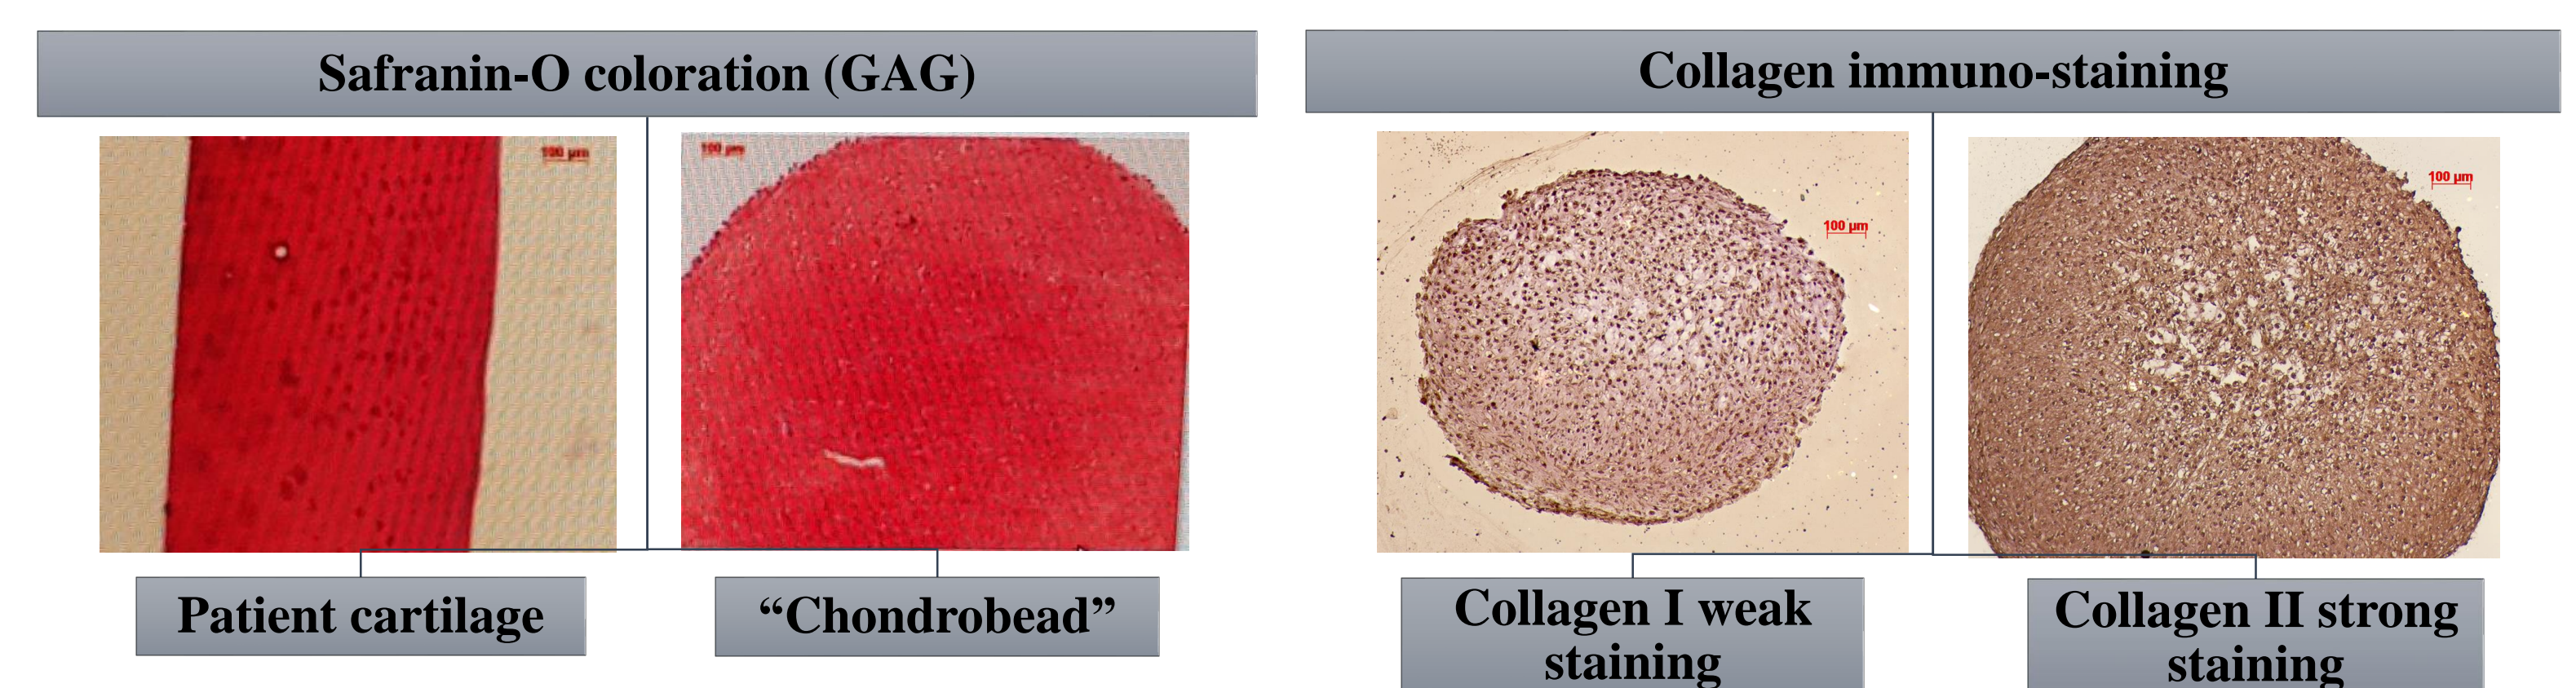 Safranin-O coloration (GAG)
Collagen immuno-staining
100 µm
100 µm
100 µm
100 µm
Patient cartilage
“Chondrobead”
Collagen I weak
staining
Collagen II strong
staining